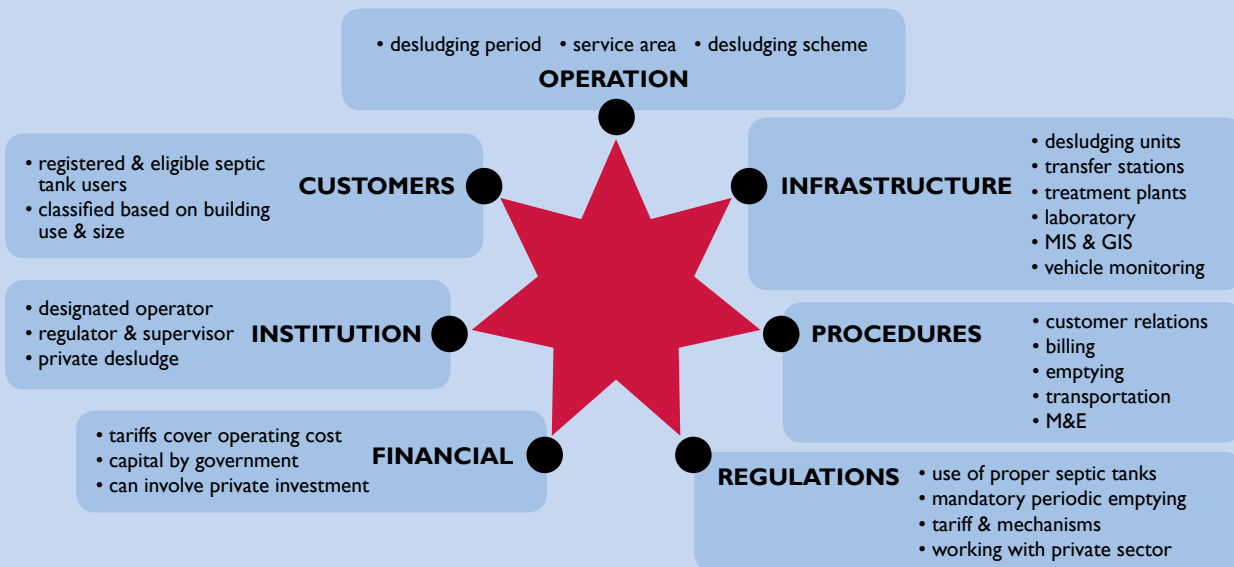 • desludging period • service area • desludging scheme
OPERATION
• registered & eligible septic
tank users
• classified based on building
use & size
CUSTOMERS
INFRASTRUCTURE
• desludging units
• transfer stations
• treatment plants
• laboratory
• MIS & GIS
• vehicle monitoring
• designated operator
• regulator & supervisor
• private desludge
INSTITUTION
PROCEDURES
• customer relations
• billing
• emptying
• transportation
• M&E
• tariffs cover operating cost
• capital by government
• can involve private investment
FINANCIAL
REGULATIONS
• use of proper septic tanks
• mandatory periodic emptying
• tariff & mechanisms
• working with private sector